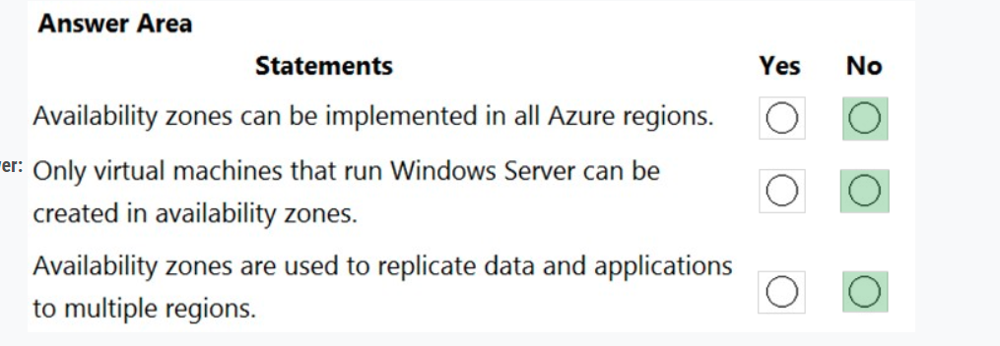 Answer Area
Statements Yes No
Availability zones can be implemented in all Azure regions.
er: Only virtual machines that run Windows Server can be
created in availability zones.
Availability zones are used to replicate data and applications
to multiple regions.